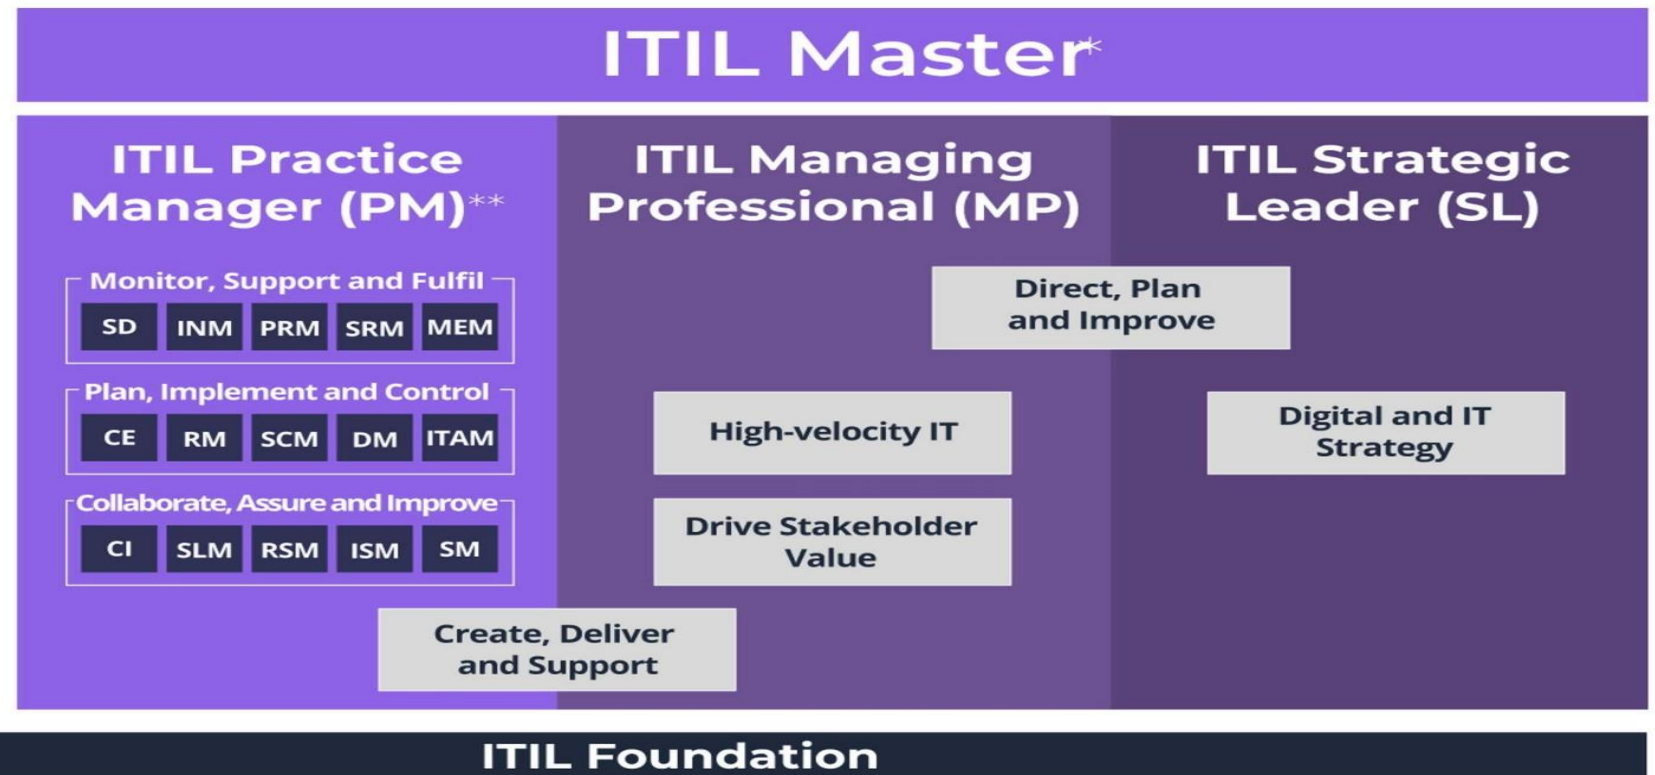 ITIL Master*
ITIL Practice
Manager (PM)**
Monitor, Support and Fulfil
SD INM PRM SRM MEM
Plan, Implement and Control
CE RM SCM DM ITAM
Collaborate, Assure and Improve
CI SLM RSM ISM SM
ITIL Managing
Professional (MP)
ITIL Strategic
Leader (SL)
Direct, Plan
and Improve
High-velocity IT
Digital and IT
Strategy
Drive Stakeholder
Value
Create, Deliver
and Support
ITIL Foundation